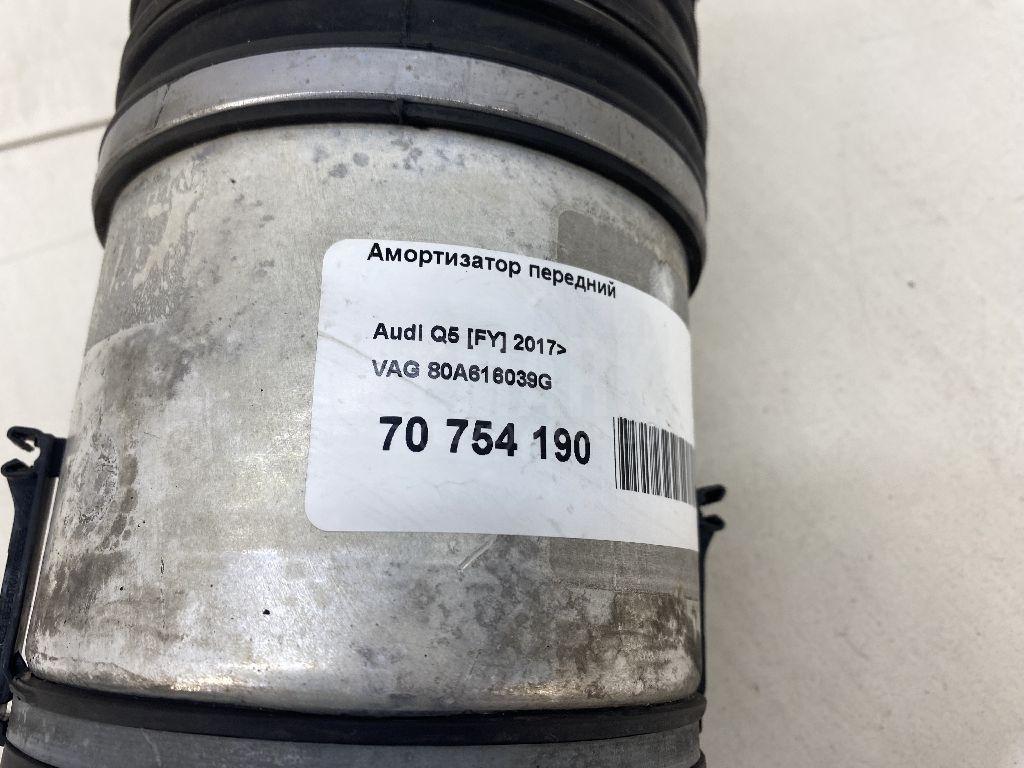 Амортизатор передний
Audi Q5 [FY] 2017>
VAG 80A616039G
70 754 190